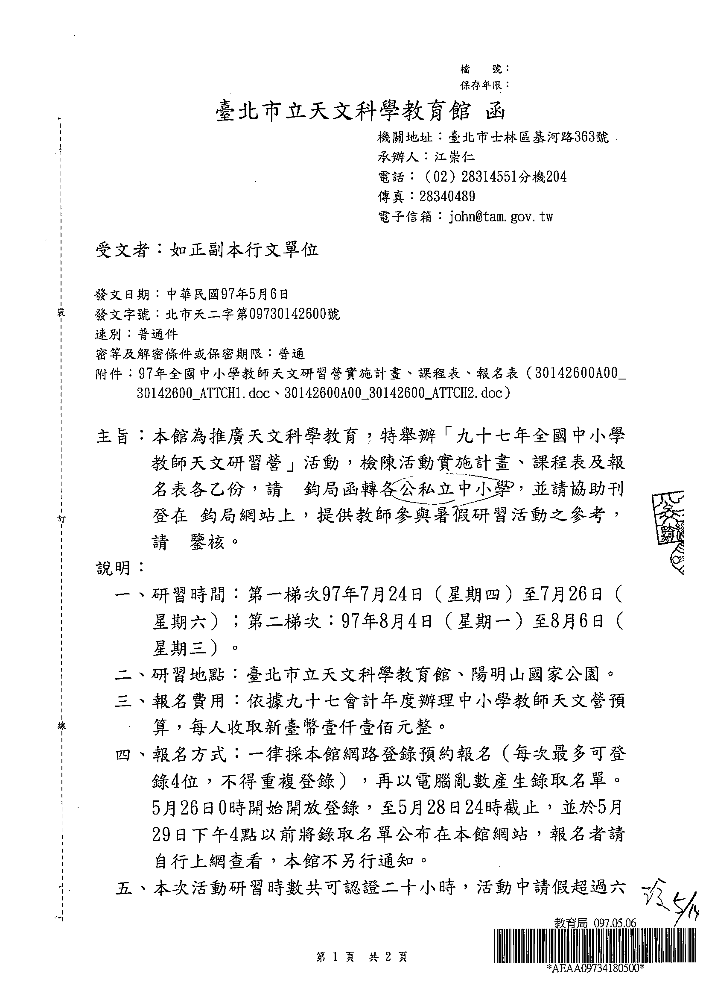 檔　　號：
保存年限：
臺北市立天文科學教育館 函
機關地址：臺北市士林區基河路363號
承辦人：江崇仁
電話：（02）28314551分機204
傳真：28340489
電子信箱：john@tam.gov.tw
受文者：如正副本行文單位
發文日期：中華民國97年5月6日
發文字號：北市天二字第09730142600號
速別：普通件
密等及解密條件或保密期限：普通
附件：97年全國中小學教師天文研習營實施計畫、課程表、報名表（30142600A00_
30142600_ATTCH1.doc、30142600A00_30142600_ATTCH2.doc）
主旨：本館為推廣天文科學教育，特舉辦「九十七年全國中小學
教師天文研習營」活動，檢陳活動實施計畫、課程表及報
名表各乙份，請　鈞局函轉各公私立中小學，並請協助刊
登在 鈞局網站上，提供教師參與暑假研習活動之參考，
請　鑒核。
說明：
一、研習時間：第一梯次97年7月24日（星期四）至7月26日（
星期六）；第二梯次：97年8月4日（星期一）至8月6日（
星期三）。
二、研習地點：臺北市立天文科學教育館、陽明山國家公園。
三、報名費用：依據九十七會計年度辦理中小學教師天文營預
算，每人收取新臺幣壹仟壹佰元整。
四、報名方式：一律採本館網路登錄預約報名（每次最多可登
錄4位，不得重複登錄），再以電腦亂數產生錄取名單。
5月26日0時開始開放登錄，至5月28日24時截止，並於5月
29日下午4點以前將錄取名單公布在本館網站，報名者請
自行上網查看，本館不另行通知。
五、本次活動研習時數共可認證二十小時，活動中請假超過六
裝
訂
線
5/14
教育局 097.05.06
*AEAA09734180500*
第 1 頁　共 2 頁